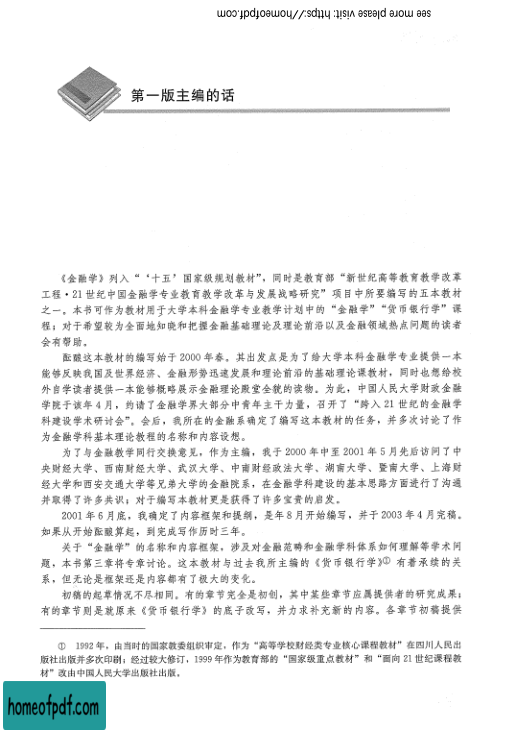 see more please visit: https://homeofpdf.com
第一版主编的话
《金融学》列入“‘十五’国家级规划教材”，同时是教育部“新世纪高等教育教学改革
工程·21世纪中国金融学专业教育教学改革与发展战略研究”项目中所要编写的五本教材
之一。本书可作为教材用于大学本科金融学专业教学计划中的“金融学”“货币银行学”课
程；对于希望较为全面地知晓和把握金融基础理论及理论前沿以及金融领域热点问题的读者
会有帮助。
酝酿这本教材的编写始于2000年春。其出发点是为了给大学本科金融学专业提供一本
能够反映我国及世界经济、金融形势迅速发展和理论前沿的基础理论课教材，同时也想给校
外自学读者提供一本能够概略展示金融理论殿堂全貌的读物。为此，中国人民大学财政金融
学院于该年4月，约请了金融学界大部分中青年主干力量，召开了“跨入21世纪的金融学
科建设学术研讨会”。会后，我所在的金融系确定了编写这本教材的任务，并多次讨论了作
为金融学科基本理论教程的名称和内容设想。
为了与金融教学同行交换意见，作为主编，我于2000年中至2001年5月先后访问了中
央财经大学、西南财经大学、武汉大学、中南财经政法大学、湖南大学、暨南大学、上海财
经大学和西安交通大学等兄弟大学的金融院系，在金融学科建设的基本思路方面进行了沟通
并取得了许多共识；对于编写本教材更是获得了许多宝贵的启发。
2001年6月底，我确定了内容框架和提纲，是年8月开始编写，并于2003年4月完稿。
如果从开始酝酿算起，到完成写作历时三年。
关于“金融学”的名称和内容框架，涉及对金融范畴和金融学科体系如何理解等学术问
题，本书第三章将专章讨论。这本教材与过去我所主编的《货币银行学》① 有着承续的关
系，但无论是框架还是内容都有了极大的变化。
初稿的起草情况不尽相同。有的章节完全是初创，其中某些章节应属提供者的研究成果；
有的章节则是就原来《货币银行学》的底子改写，并力求补充新的内容。各章节初稿提供
① 1992年，由当时的国家教委组织审定，作为“高等学校财经类专业核心课程教材”在四川人民出
版社出版并多次印刷；经过较大修订，1999年作为教育部的“国家级重点教材”和“面向21世纪课程教
材”改由中国人民大学出版社出版。
homeofpdf.com